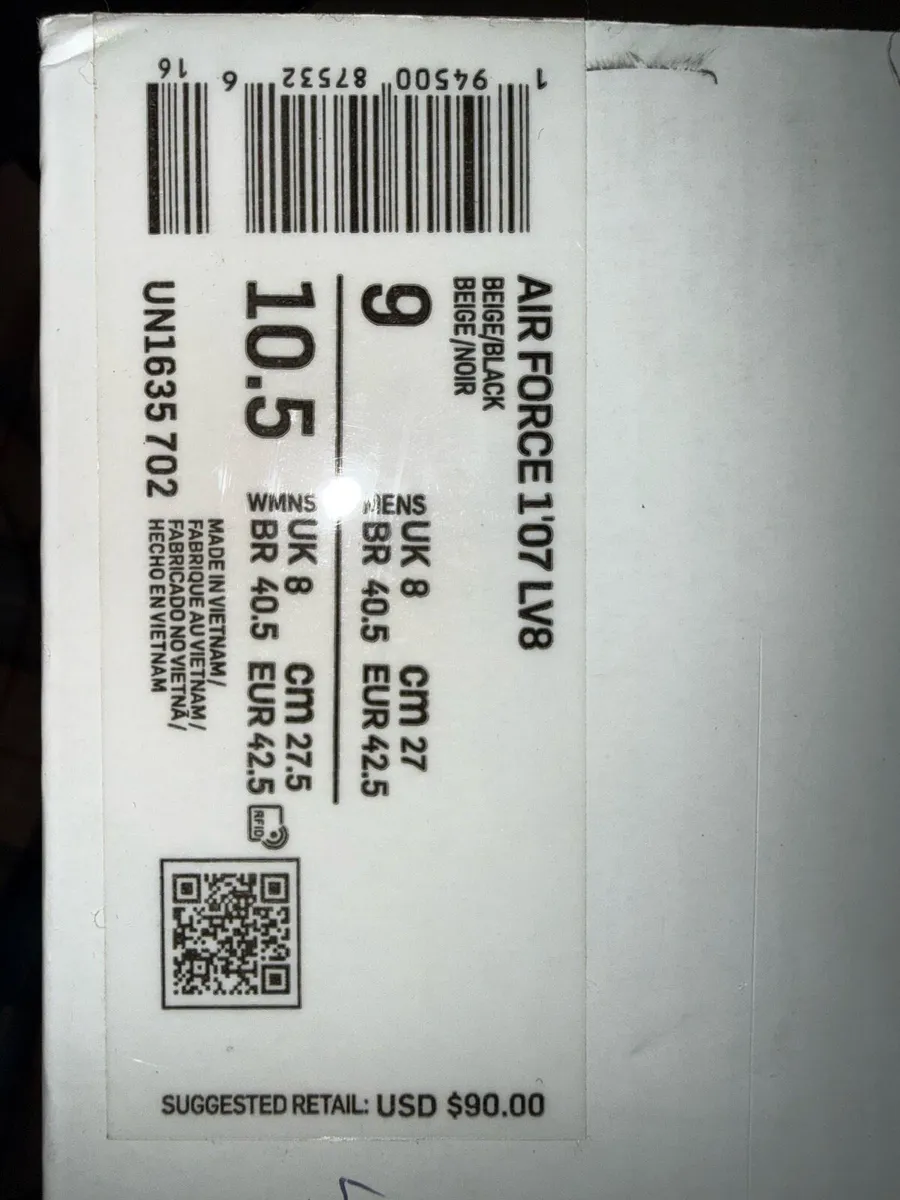 AIR FORCE 1'07 LV8
BEIGE/BLACK
BEIGE/NOIR
9
MENS
UK 8 cm 27
BR 40.5 EUR 42.5
10.5
WMNS
UK 8 cm 27.5
BR 40.5 EUR 42.5
RFID
UN1635 702
MADE IN VIETNAM/
FABRIQUE AU VIETNAM/
FABRICADO NO VIETNÃ/
HECHO EN VIETNAM
1 94500 87532 6
16
SUGGESTED RETAIL: USD $90.00